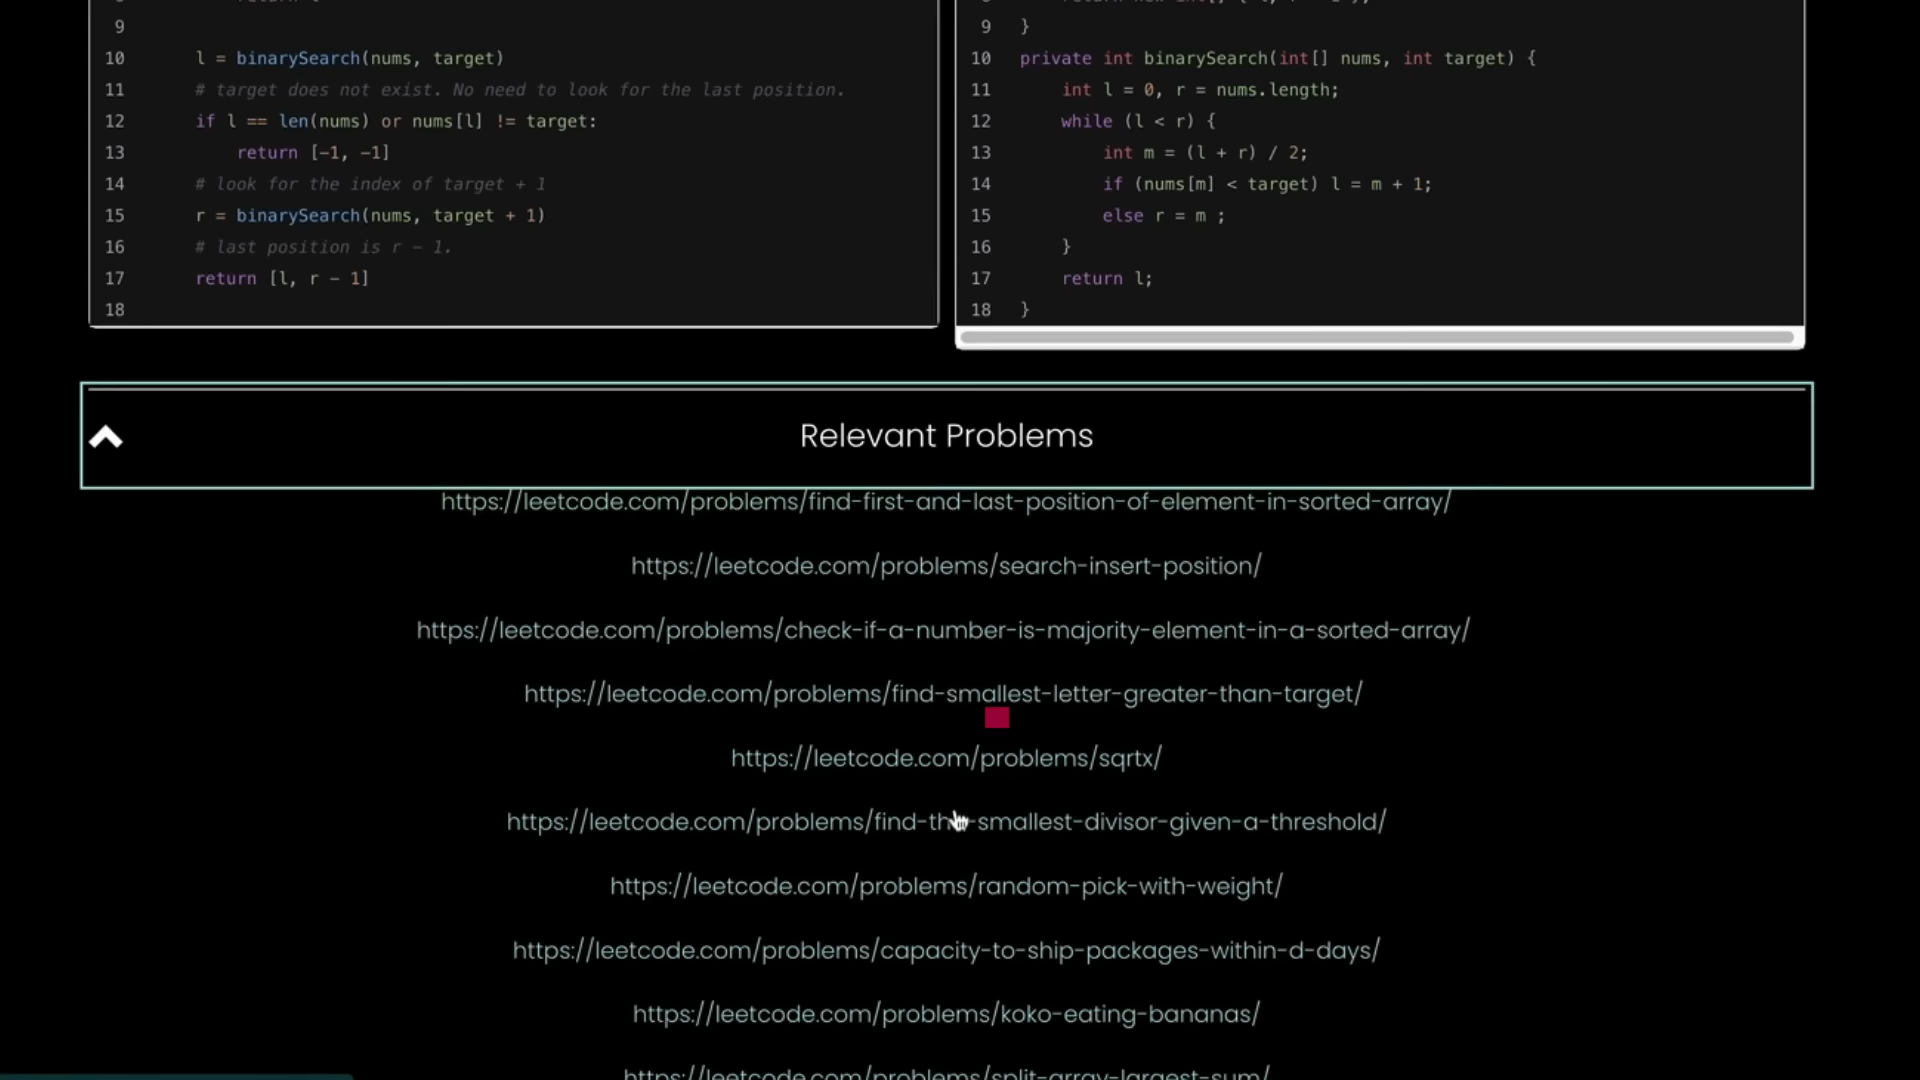 9
10 l = binarySearch(nums, target)
11 # target does not exist. No need to look for the last position.
12 if l == len(nums) or nums[l] != target:
13 return [-1, -1]
14 # look for the index of target + 1
15 r = binarySearch(nums, target + 1)
16 # last position is r - 1.
17 return [l, r - 1]
18
9 }
10 private int binarySearch(int[] nums, int target) {
11 int l = 0, r = nums.length;
12 while (l < r) {
13 int m = (l + r) / 2;
14 if (nums[m] < target) l = m + 1;
15 else r = m ;
16 }
17 return l;
18 }
Relevant Problems
https://leetcode.com/problems/find-first-and-last-position-of-element-in-sorted-array/
https://leetcode.com/problems/search-insert-position/
https://leetcode.com/problems/check-if-a-number-is-majority-element-in-a-sorted-array/
https://leetcode.com/problems/find-smallest-letter-greater-than-target/
https://leetcode.com/problems/sqrtx/
https://leetcode.com/problems/find-the-smallest-divisor-given-a-threshold/
https://leetcode.com/problems/random-pick-with-weight/
https://leetcode.com/problems/capacity-to-ship-packages-within-d-days/
https://leetcode.com/problems/koko-eating-bananas/
https://leetcode.com/problems/split-array-largest-sum/